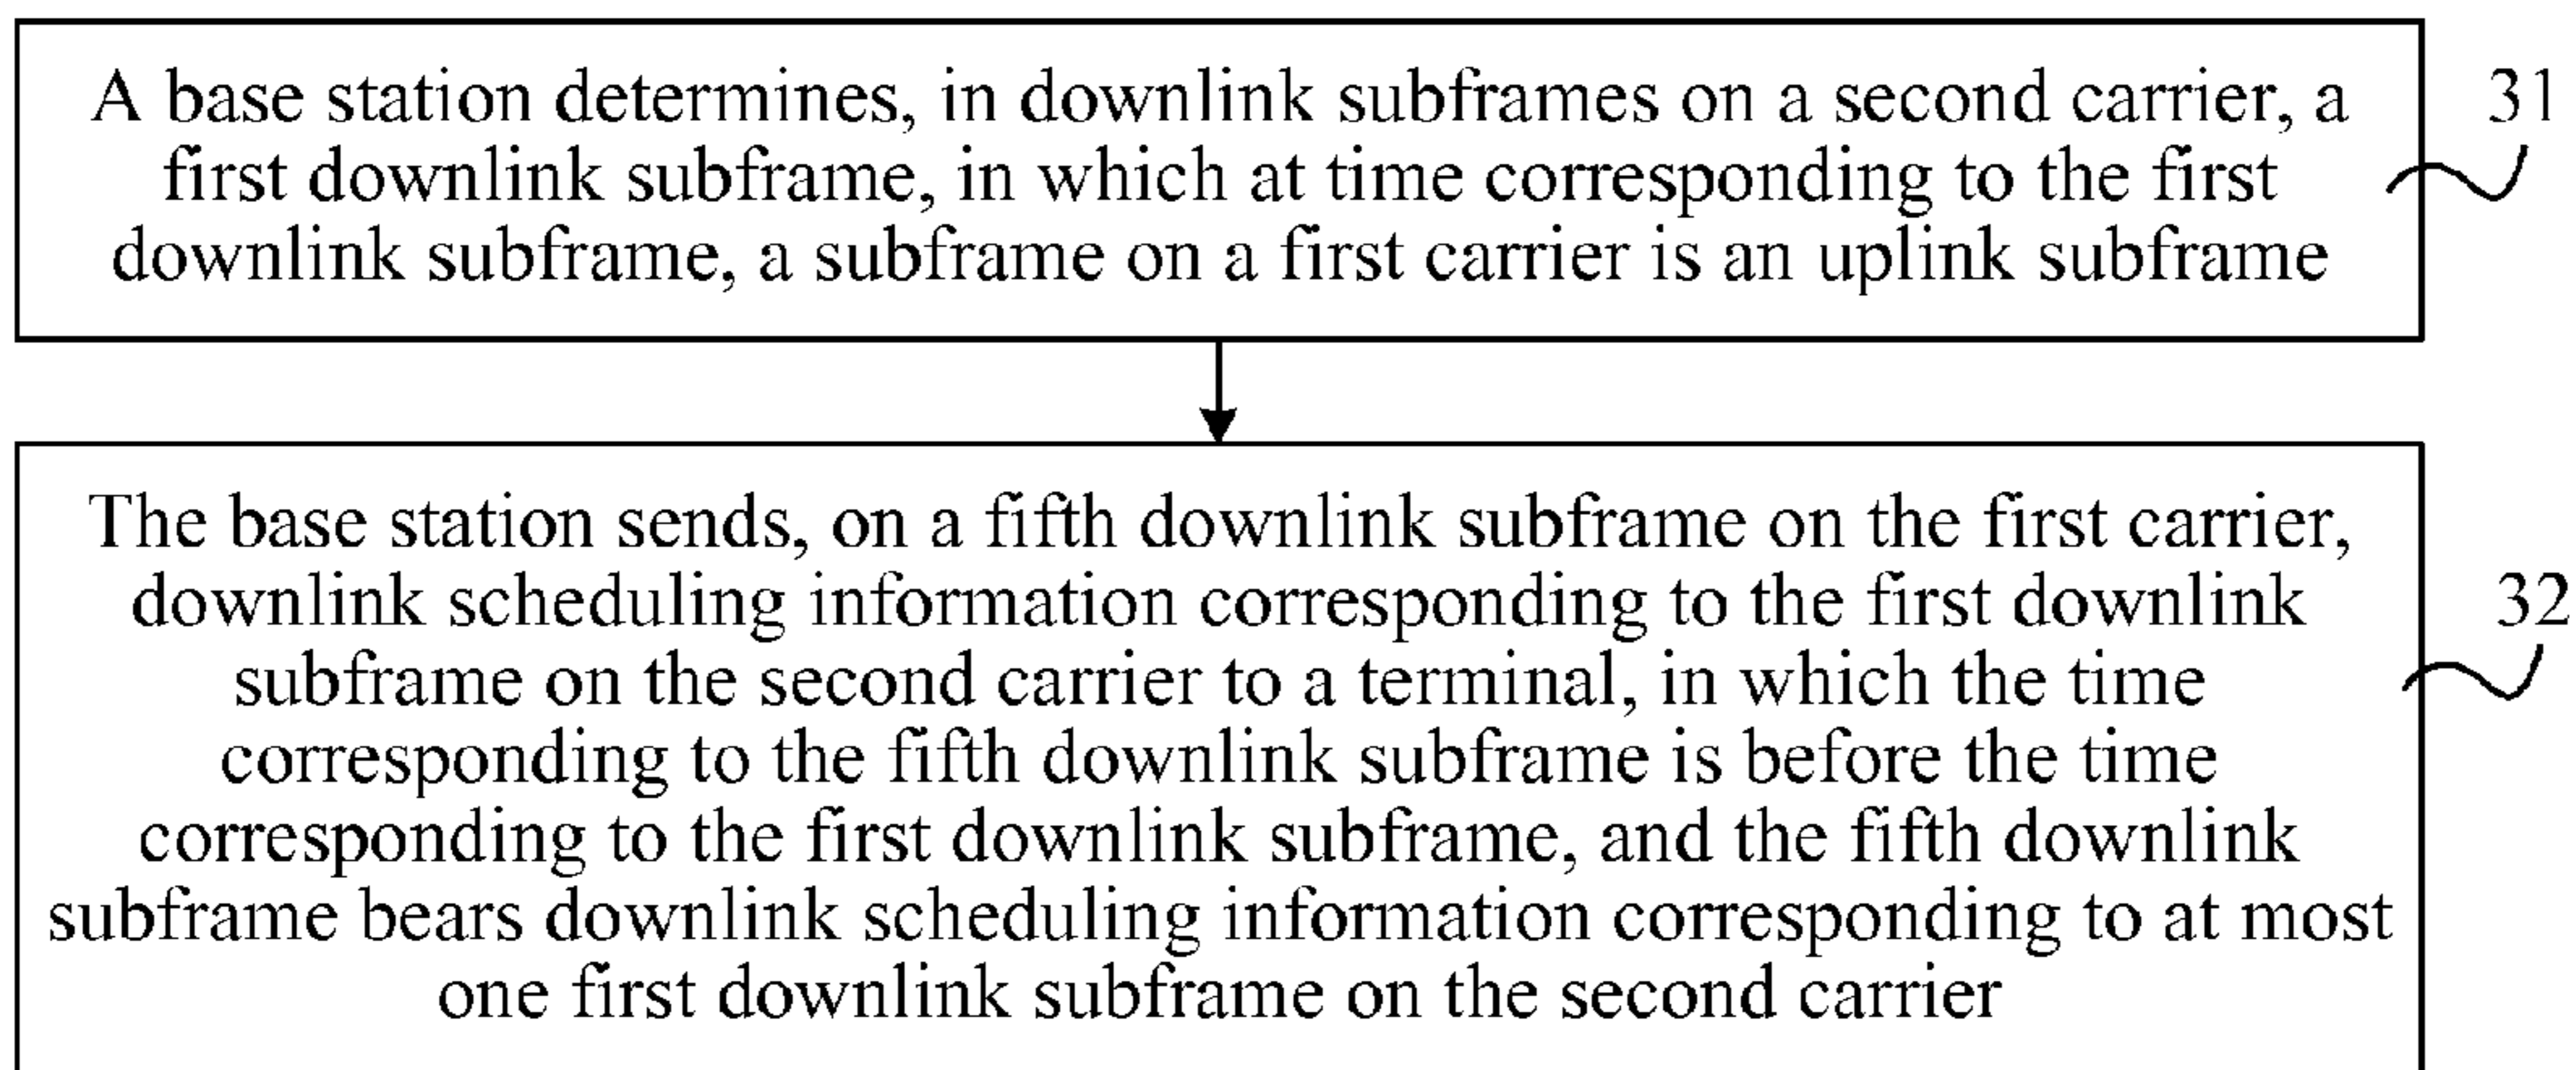 A base station determines, in downlink subframes on a second carrier, a
first downlink subframe, in which at time corresponding to the first
downlink subframe, a subframe on a first carrier is an uplink subframe
31
The base station sends, on a fifth downlink subframe on the first carrier,
downlink scheduling information corresponding to the first downlink
subframe on the second carrier to a terminal, in which the time
corresponding to the fifth downlink subframe is before the time
corresponding to the first downlink subframe, and the fifth downlink
subframe bears downlink scheduling information corresponding to at most
one first downlink subframe on the second carrier
32